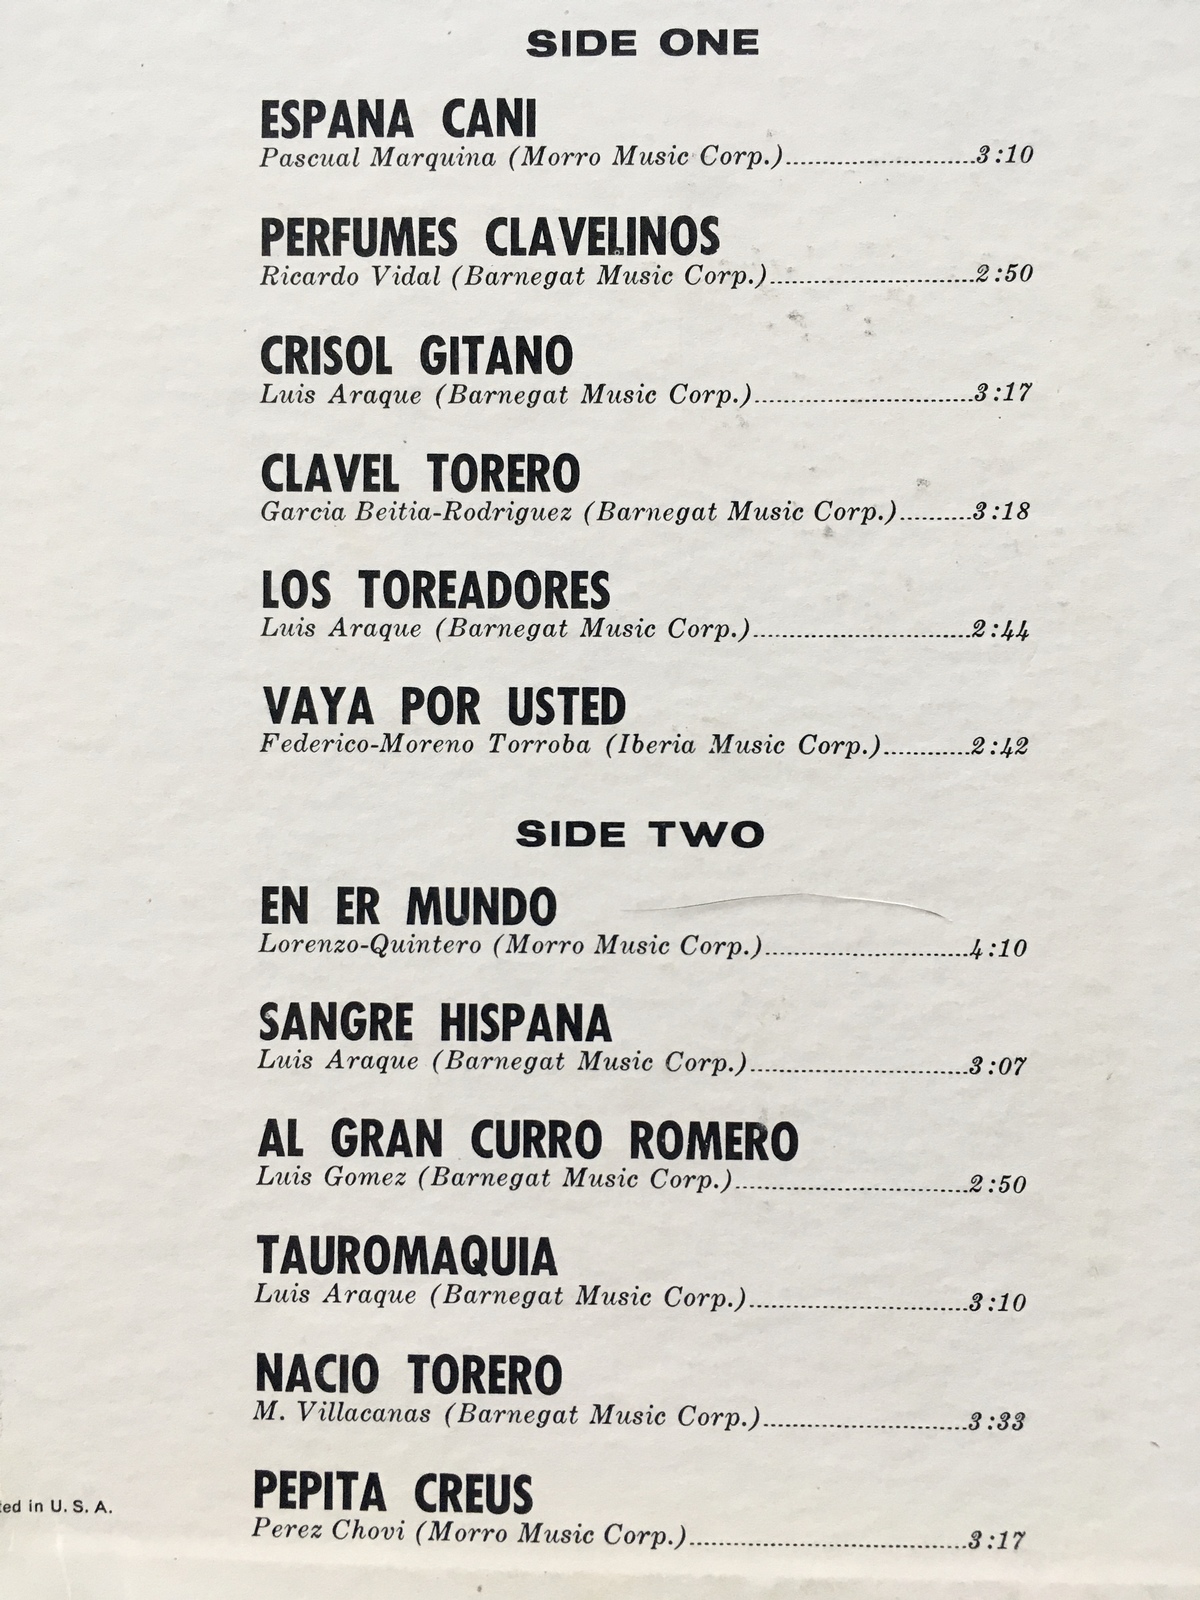 SIDE ONE
ESPANA CANI
Pascual Marquina (Morro Music Corp.)..........................3:10
PERFUMES CLAVELINOS
Ricardo Vidal (Barnegat Music Corp.)............................2:50
CRISOL GITANO
Luis Araque (Barnegat Music Corp.)..............................3:17
CLAVEL TORERO
Garcia Beitia-Rodriguez (Barnegat Music Corp.)..........3:18
LOS TOREADORES
Luis Araque (Barnegat Music Corp.)..............................2:44
VAYA POR USTED
Federico-Moreno Torroba (Iberia Music Corp.)............2:42
SIDE TWO
EN ER MUNDO
Lorenzo-Quintero (Morro Music Corp.)............................4:10
SANGRE HISPANA
Luis Araque (Barnegat Music Corp.)..............................3:07
AL GRAN CURRO ROMERO
Luis Gomez (Barnegat Music Corp.)................................2:50
TAUROMAQUIA
Luis Araque (Barnegat Music Corp.)..............................3:10
NACIO TORERO
M. Villacanas (Barnegat Music Corp.)............................3:33
PEPITA CREUS
Perez Chovi (Morro Music Corp.)......................................3:17
ted in U. S. A.